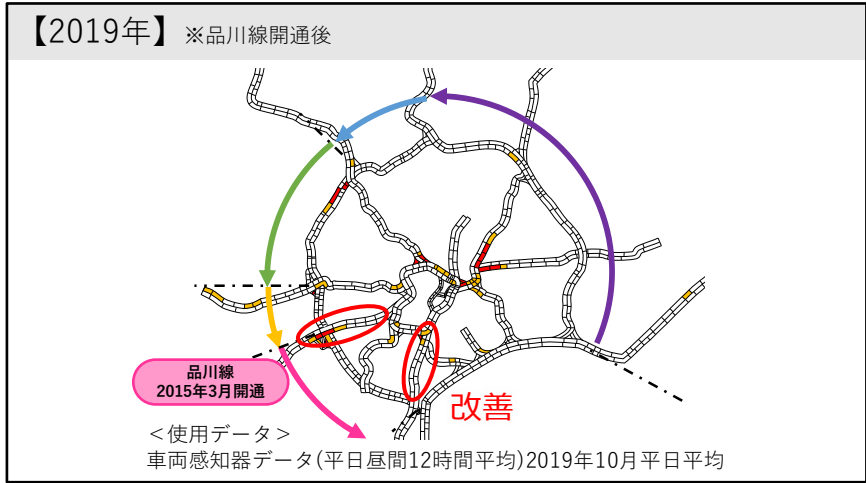 【2019年】 ※品川線開通後
品川線
2015年3月開通
改善
＜使用データ＞
車両感知器データ(平日昼間12時間平均)2019年10月平日平均